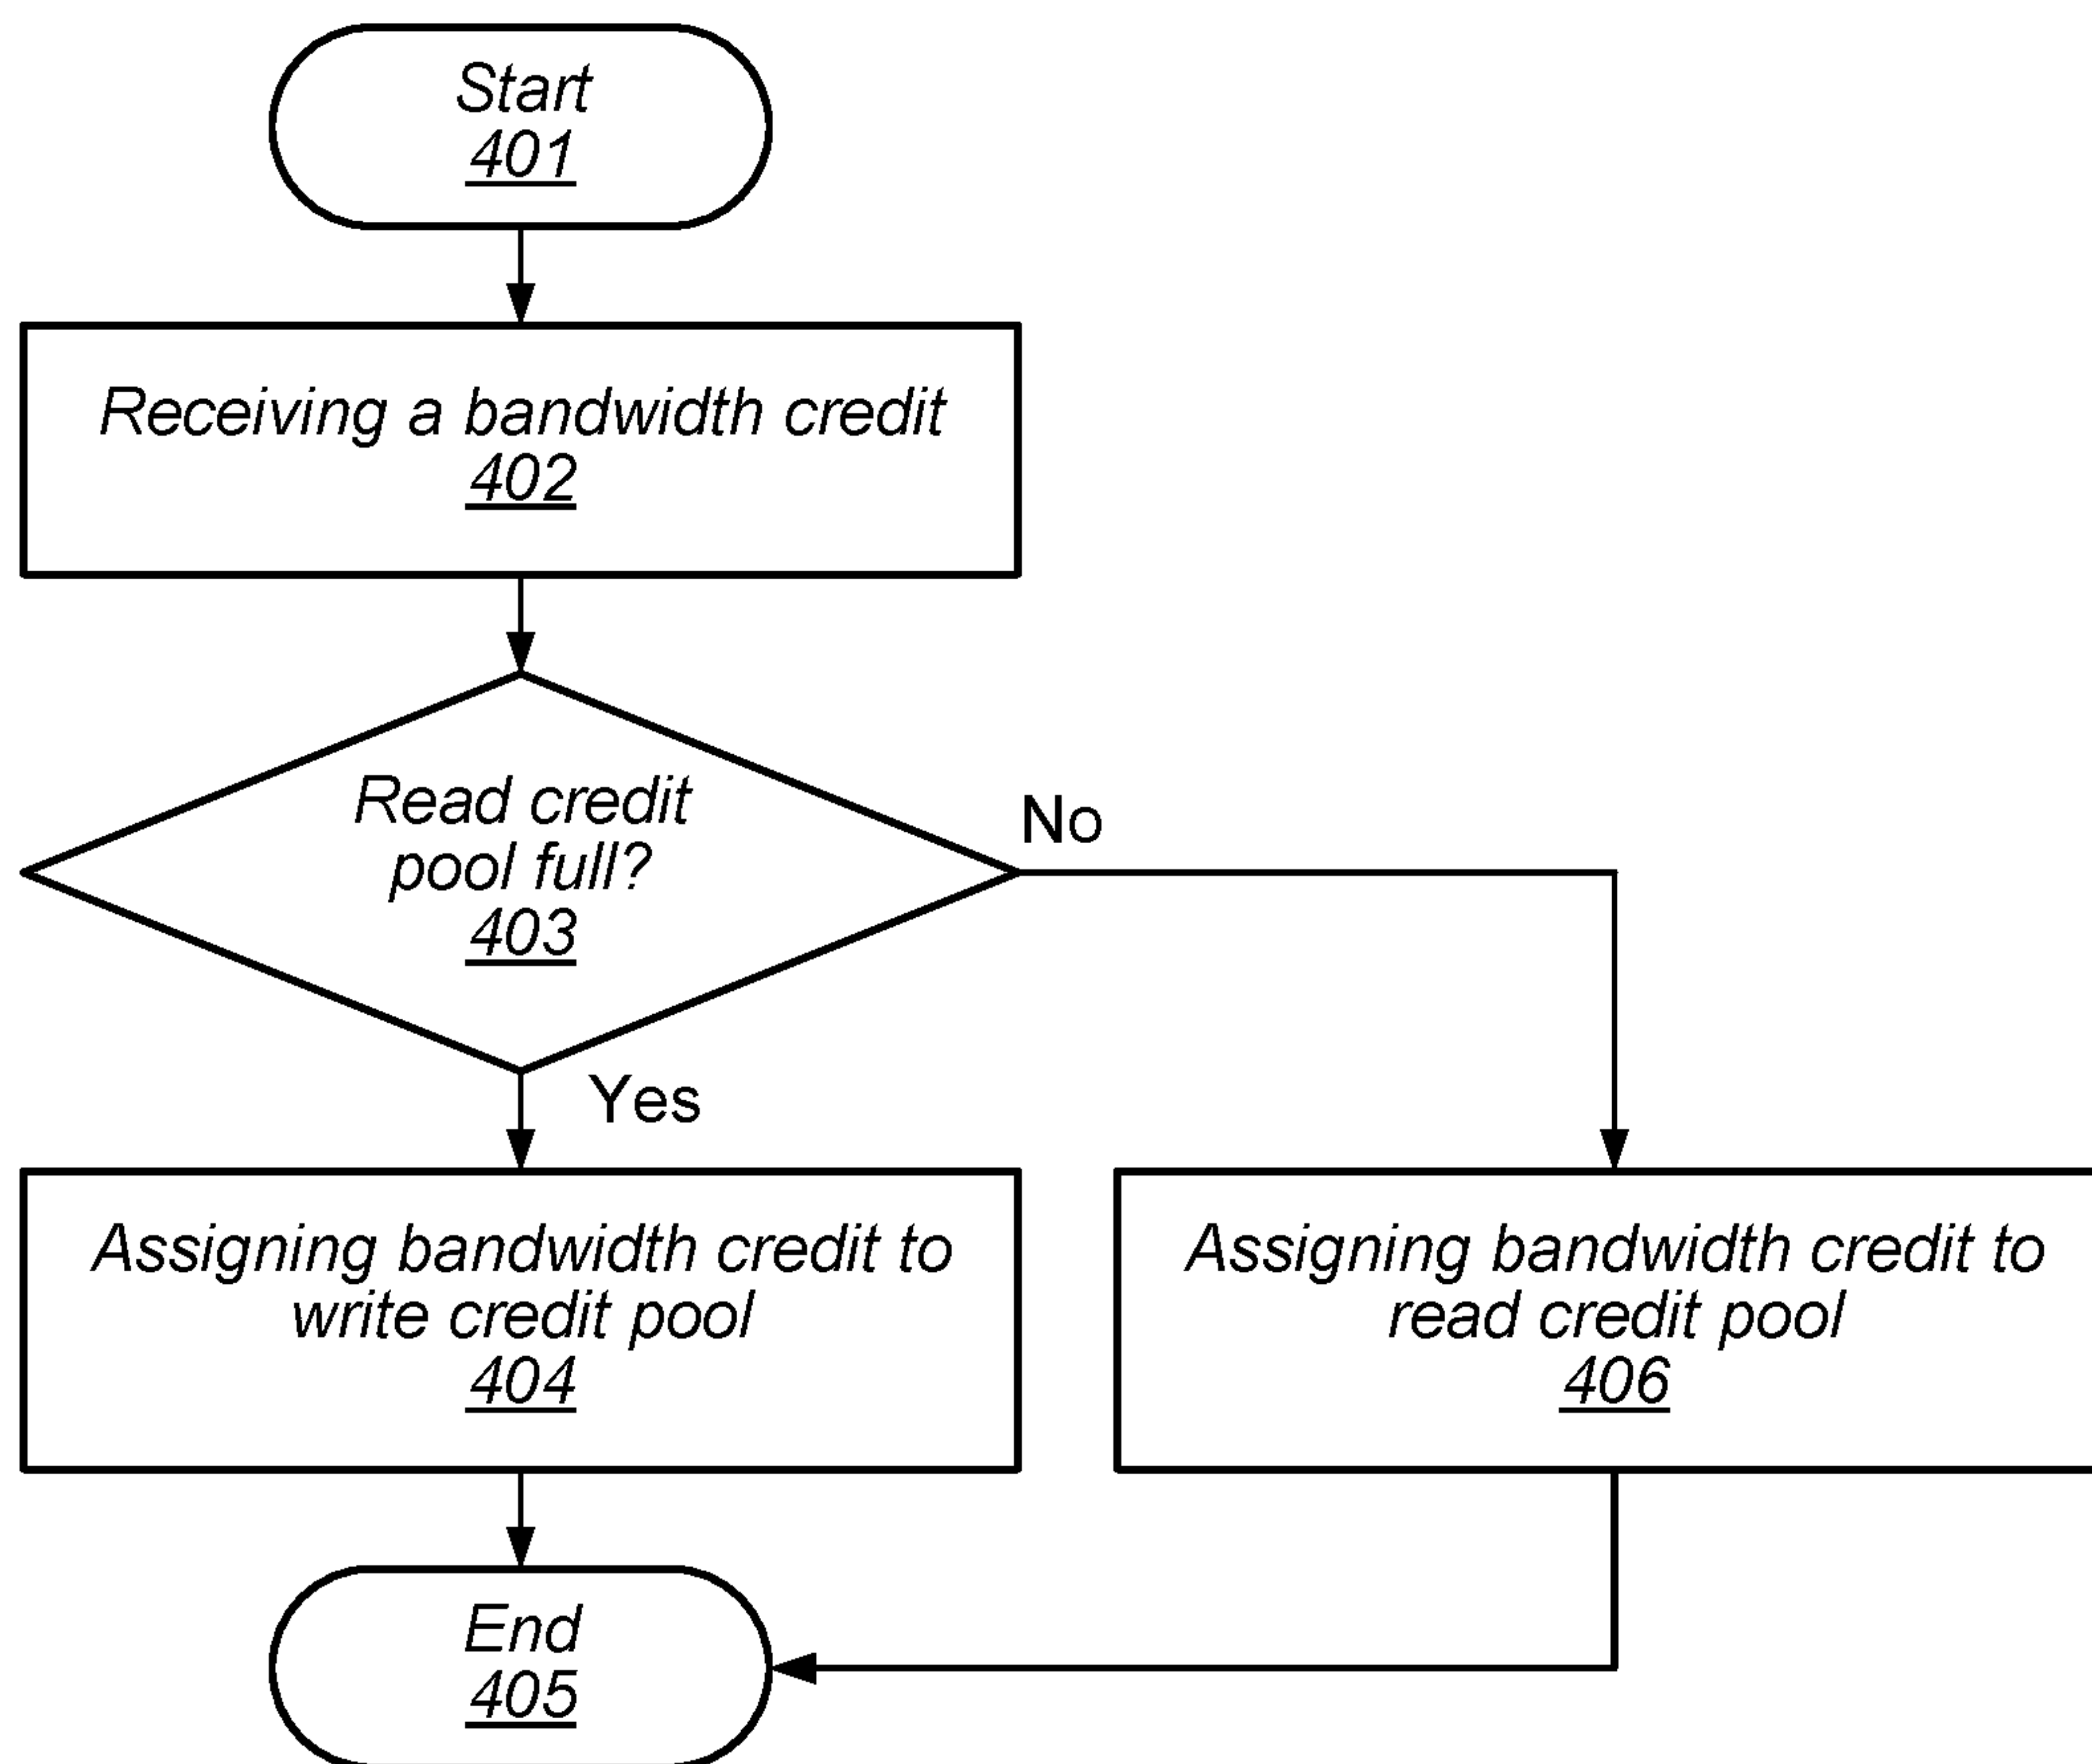 Start
401
Receiving a bandwidth credit
402
Read credit
pool full?
403
No
Yes
Assigning bandwidth credit to
write credit pool
404
Assigning bandwidth credit to
read credit pool
406
End
405